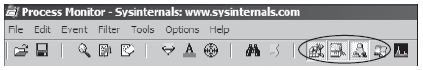 Process Monitor - Sysinternals: www.sysinternals.com
File Edit Event Filter Tools Options Help